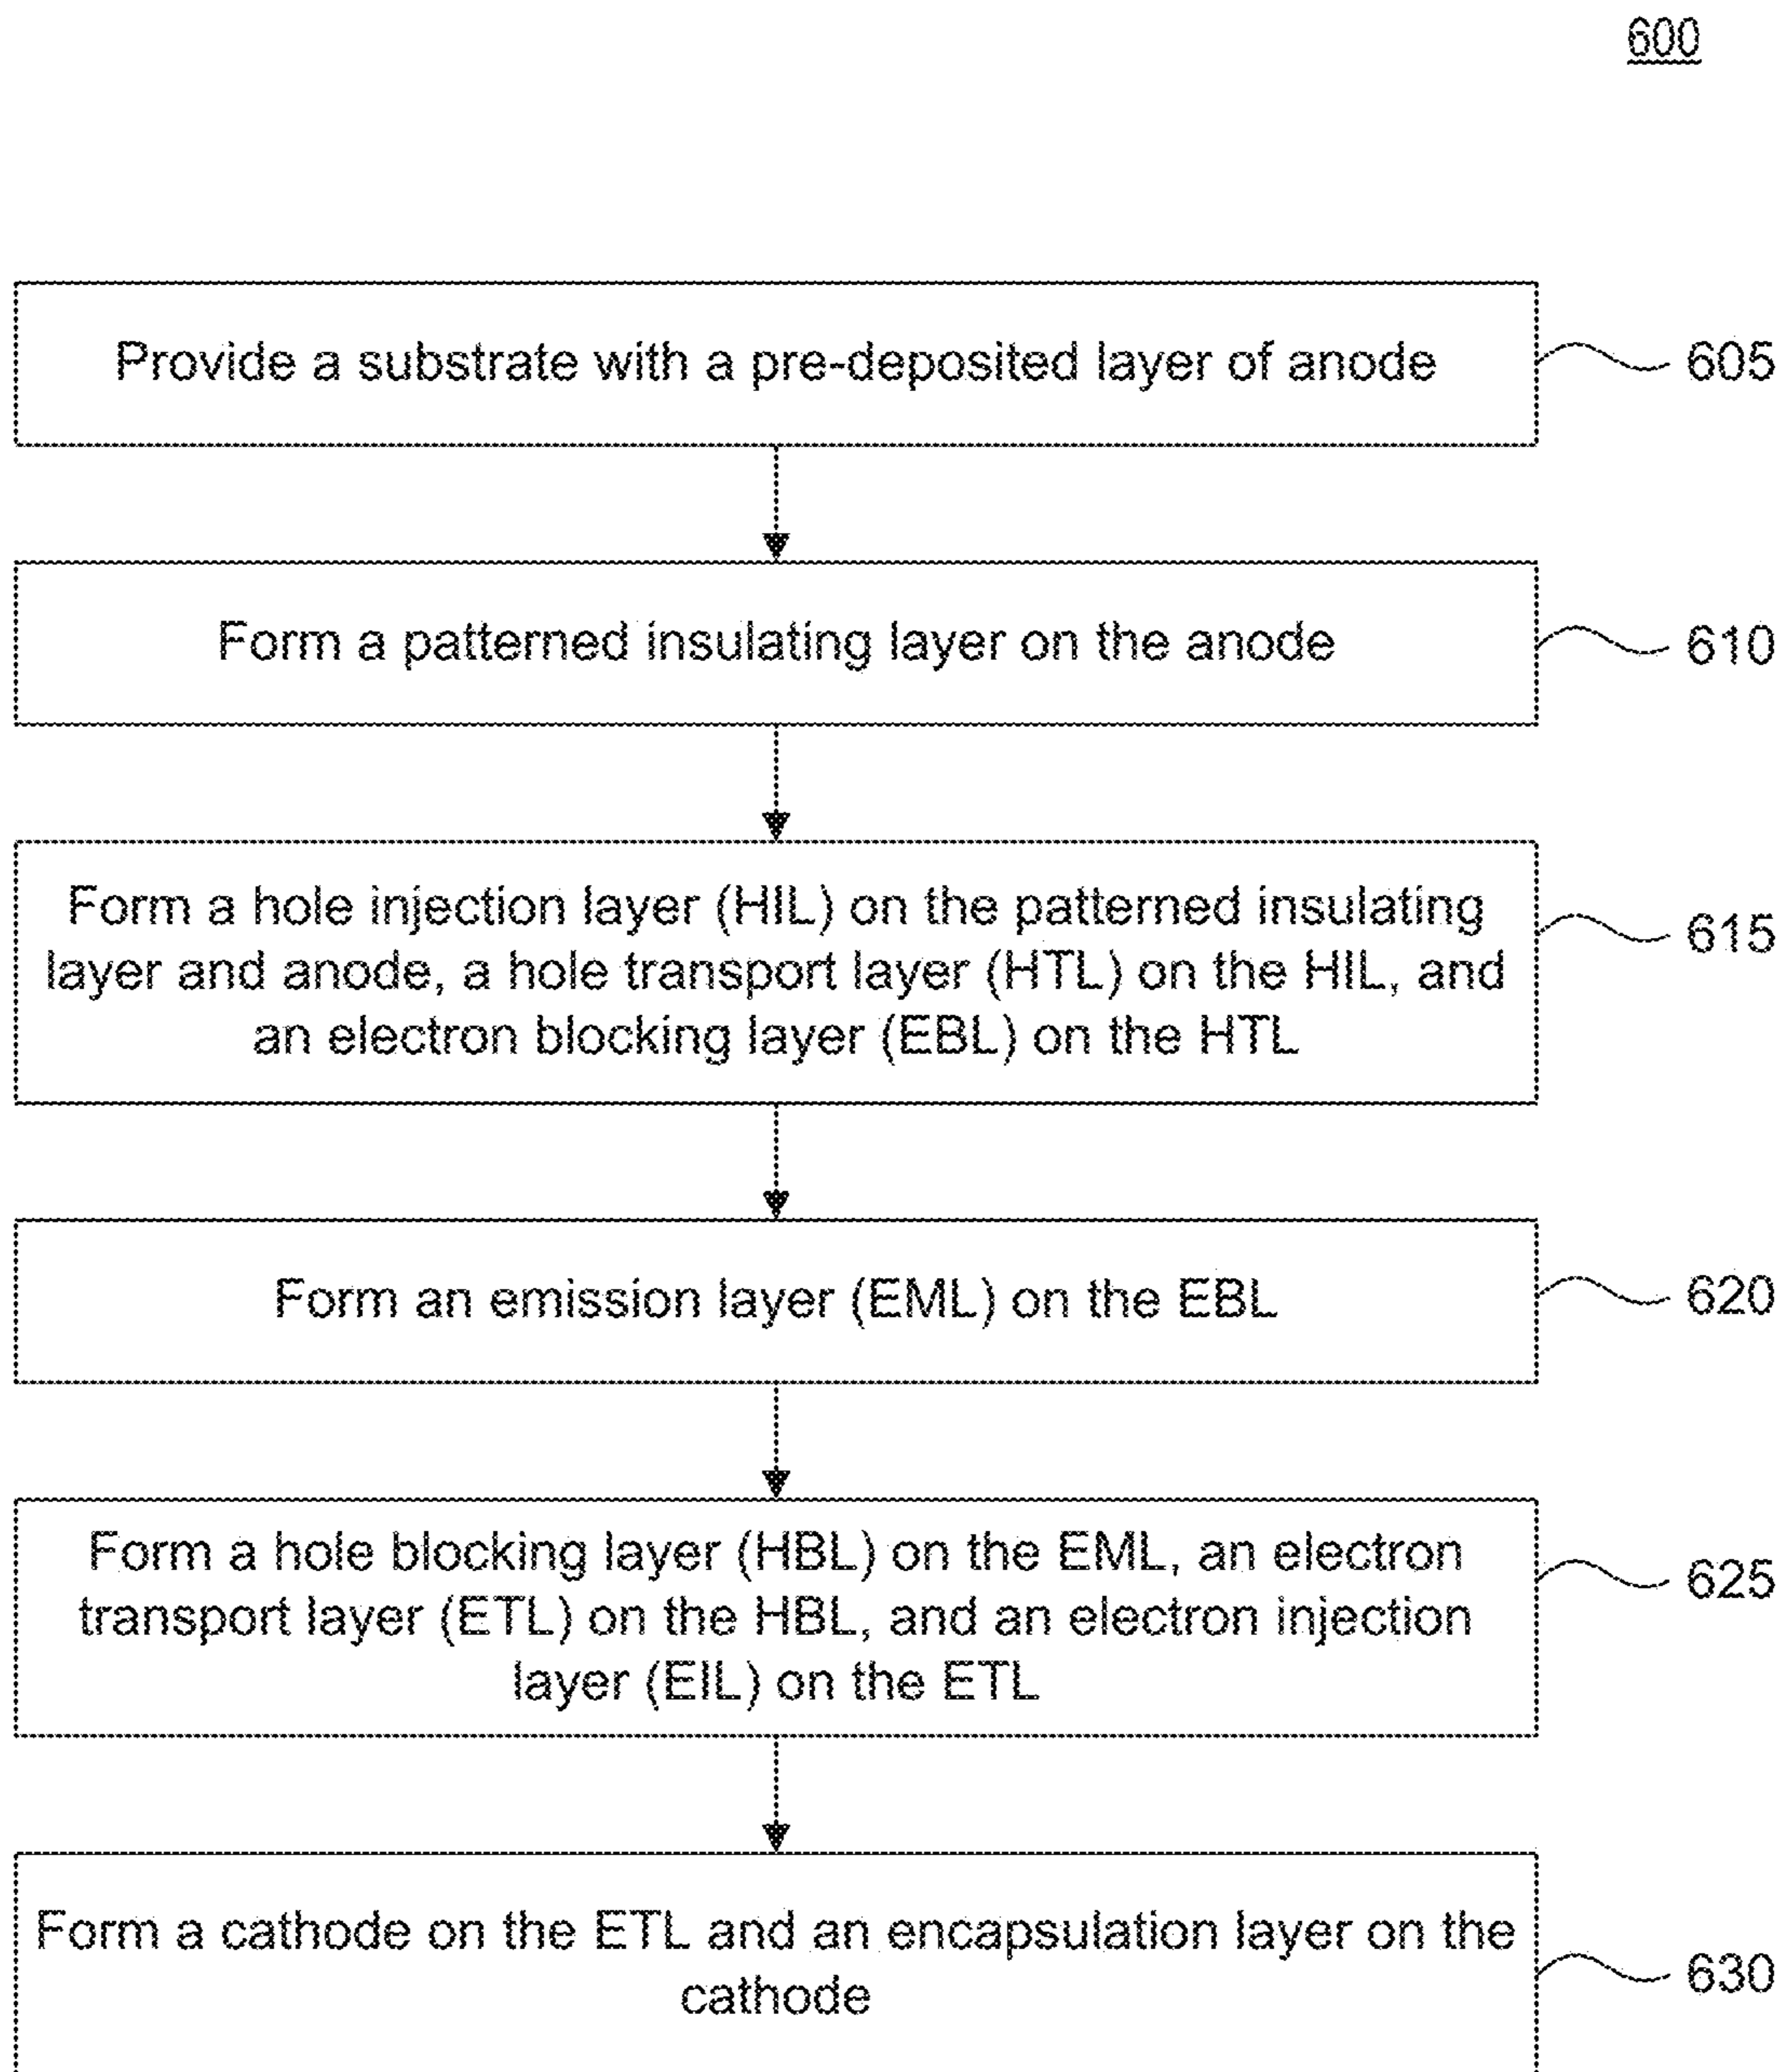 600
Provide a substrate with a pre-deposited layer of anode
605
Form a patterned insulating layer on the anode
610
Form a hole injection layer (HIL) on the patterned insulating
layer and anode, a hole transport layer (HTL) on the HIL, and
an electron blocking layer (EBL) on the HTL
615
Form an emission layer (EML) on the EBL
620
Form a hole blocking layer (HBL) on the EML, an electron
transport layer (ETL) on the HBL, and an electron injection
layer (EIL) on the ETL
625
Form a cathode on the ETL and an encapsulation layer on the
cathode
630